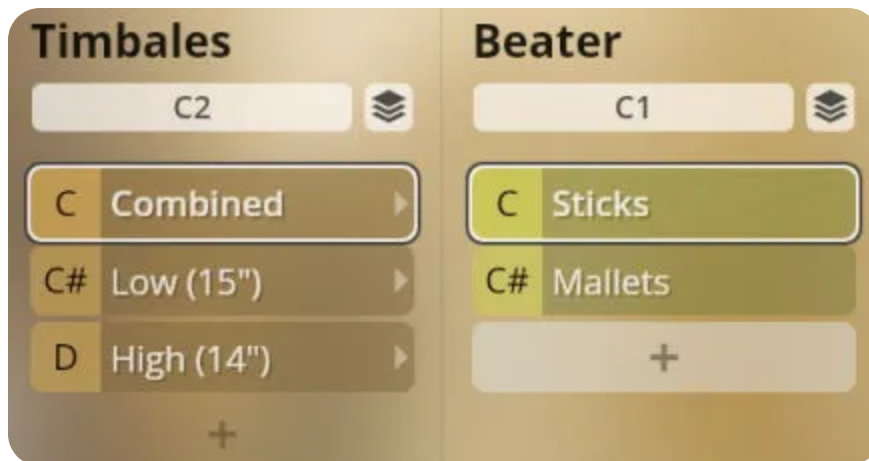 Timbales
C2
C Combined
C# Low (15")
D High (14")
+
Beater
C1
C Sticks
C# Mallets
+